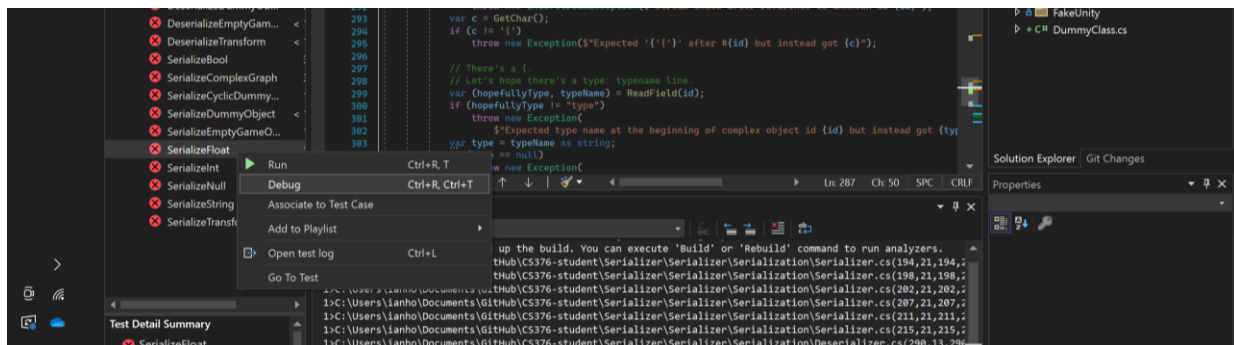 DeserializeEmptyGam...
DeserializeTransform
SerializeBool
SerializeComplexGraph
SerializeCyclicDummy...
SerializeDummyObject
SerializeEmptyGameO...
SerializeFloat
SerializeInt
SerializeNull
SerializeString
SerializeTransfo
Test Detail Summary
SerializeFloat
Run Ctrl+R, T
Debug Ctrl+R, Ctrl+T
Associate to Test Case
Add to Playlist
Open test log Ctrl+L
Go To Test
293 var c = GetChar();
294 if (c != '{')
295 throw new Exception($"Expected '{'{'}' after #{id} but instead got {c}");
296
297 // There's a {.
298 // Let's hope there's a type: typename line.
299 var (hopefullyType, typeName) = ReadField(id);
300 if (hopefullyType != "type")
301 throw new Exception(
302 $"Expected type name at the beginning of complex object id {id} but instead got {typ
303 var type = typeName as string;
== null)
new Exception(
Ln: 287 Ch: 50 SPC CRLF
up the build. You can execute 'Build' or 'Rebuild' command to run analyzers.
tHub\CS376-student\Serializer\Serializer\Serialization\Serializer.cs(194,21,194,2
tHub\CS376-student\Serializer\Serializer\Serialization\Serializer.cs(198,21,198,2
1>C:\Users\ianho\Documents\GitHub\CS376-student\Serializer\Serializer\Serialization\Serializer.cs(202,21,202,2
1>C:\Users\ianho\Documents\GitHub\CS376-student\Serializer\Serializer\Serialization\Serializer.cs(207,21,207,2
1>C:\Users\ianho\Documents\GitHub\CS376-student\Serializer\Serializer\Serialization\Serializer.cs(211,21,211,2
1>C:\Users\ianho\Documents\GitHub\CS376-student\Serializer\Serializer\Serialization\Serializer.cs(215,21,215,2
1>C:\Users\ianho\Documents\GitHub\CS376-student\Serializer\Serializer\Serialization\Deserializer.cs(290,13,290
FakeUnity
C# DummyClass.cs
Solution Explorer Git Changes
Properties